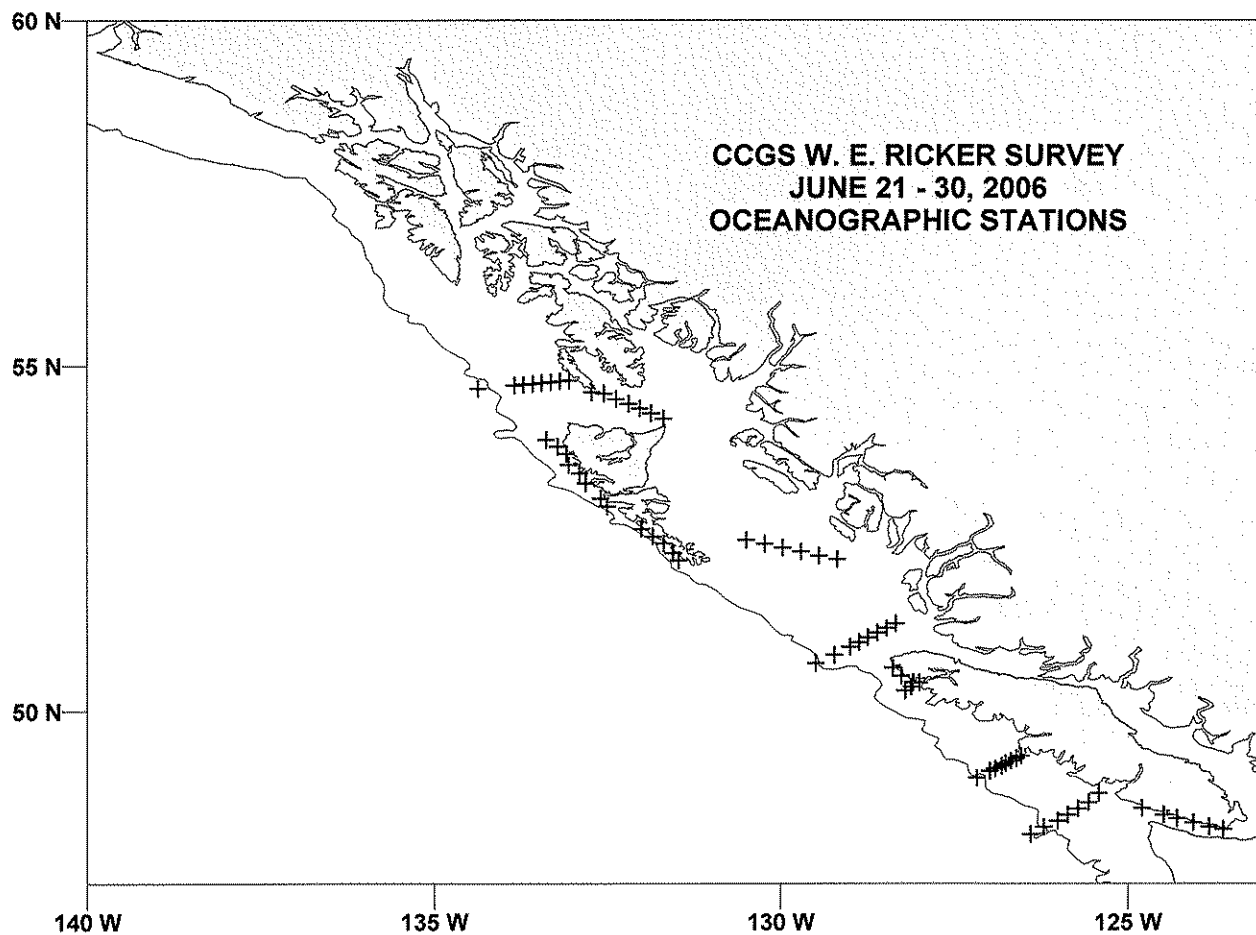 60 N
CCGS W. E. RICKER SURVEY
JUNE 21 - 30, 2006
OCEANOGRAPHIC STATIONS
55 N
50 N
140 W
135 W
130 W
125 W